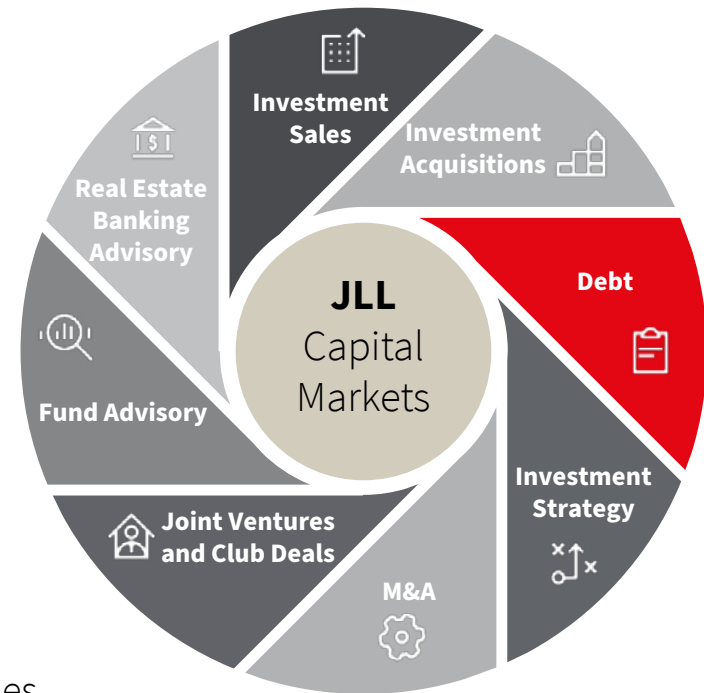 Investment
Sales
Investment
Acquisitions
Debt
Investment
Strategy
M&A
Joint Ventures
and Club Deals
Fund Advisory
Real Estate
Banking
Advisory
JLL
Capital
Markets